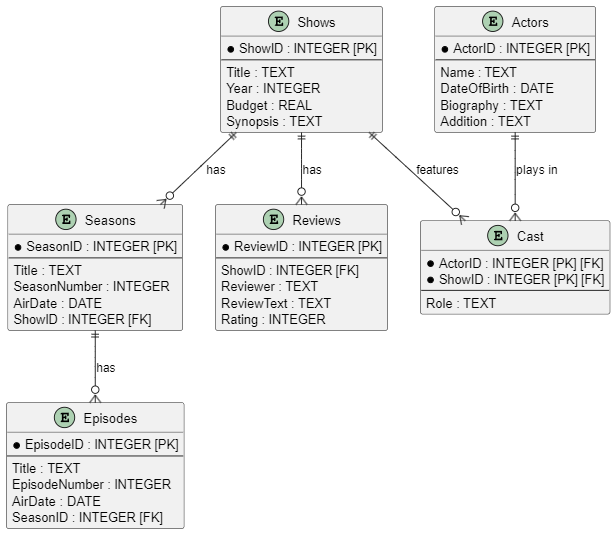 E Shows
ShowID : INTEGER [PK]
Title : TEXT
Year : INTEGER
Budget : REAL
Synopsis : TEXT
E Actors
ActorID : INTEGER [PK]
Name : TEXT
DateOfBirth : DATE
Biography : TEXT
Addition : TEXT
has
has
features
plays in
E Seasons
SeasonID : INTEGER [PK]
Title : TEXT
SeasonNumber : INTEGER
AirDate : DATE
ShowID : INTEGER [FK]
E Reviews
ReviewID : INTEGER [PK]
ShowID : INTEGER [FK]
Reviewer : TEXT
ReviewText : TEXT
Rating : INTEGER
E Cast
ActorID : INTEGER [PK] [FK]
ShowID : INTEGER [PK] [FK]
Role : TEXT
has
E Episodes
EpisodeID : INTEGER [PK]
Title : TEXT
EpisodeNumber : INTEGER
AirDate : DATE
SeasonID : INTEGER [FK]